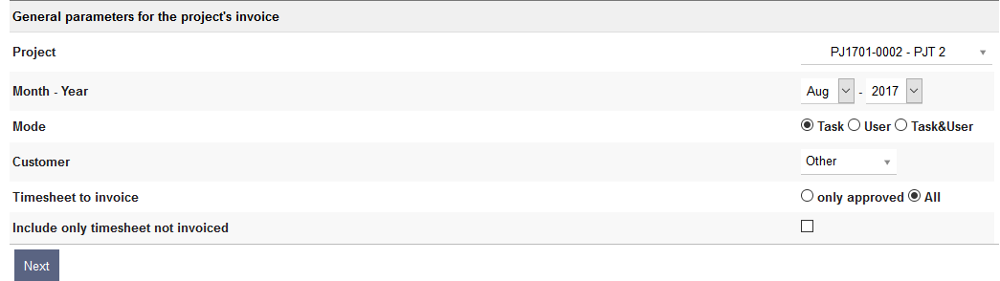 General parameters for the project's invoice
Project PJ1701-0002 - PJT 2
Month - Year Aug - 2017
Mode Task User Task&User
Customer Other
Timesheet to invoice only approved All
Include only timesheet not invoiced
Next